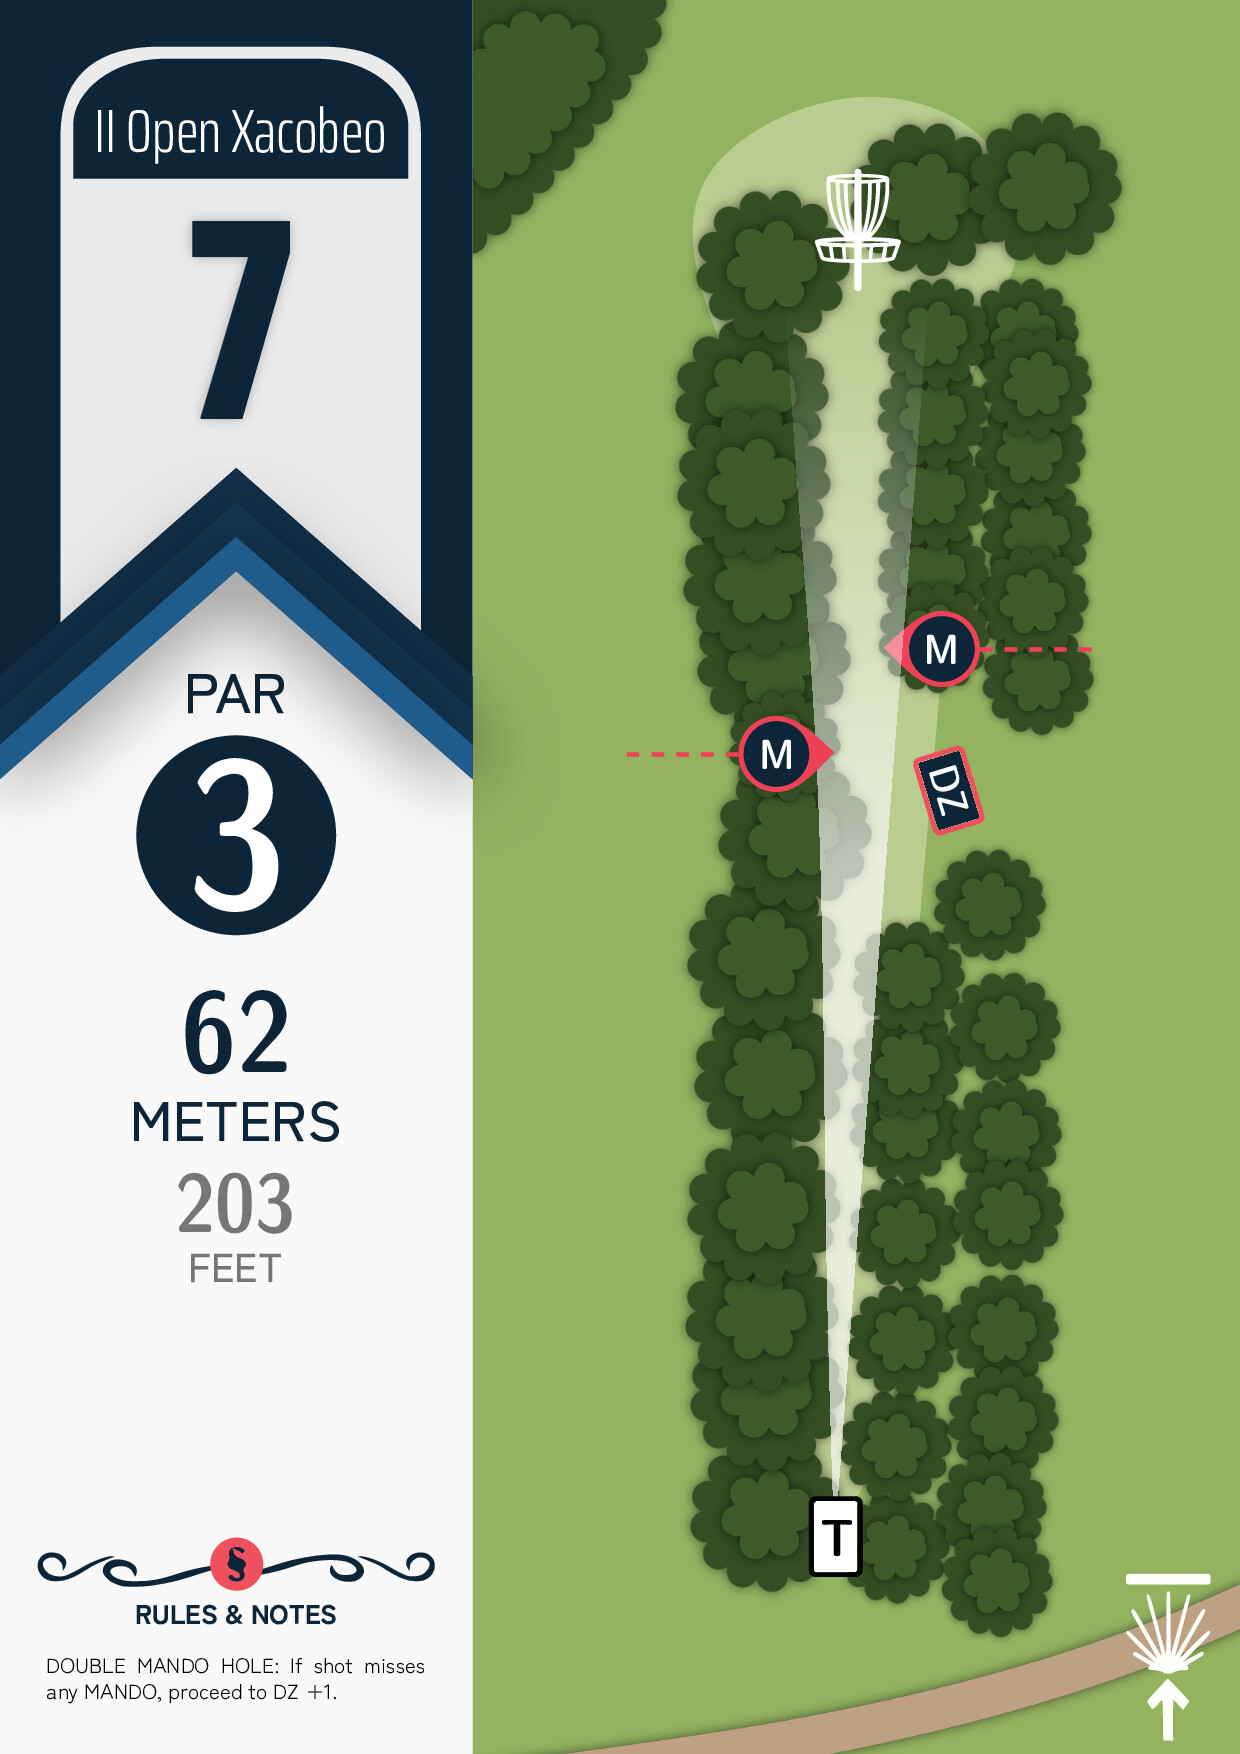 II Open Xacobeo
7
PAR
3
62
METERS
203
FEET
§
RULES & NOTES
DOUBLE MANDO HOLE: If shot misses
any MANDO, proceed to DZ +1.
M
M
DZ
T